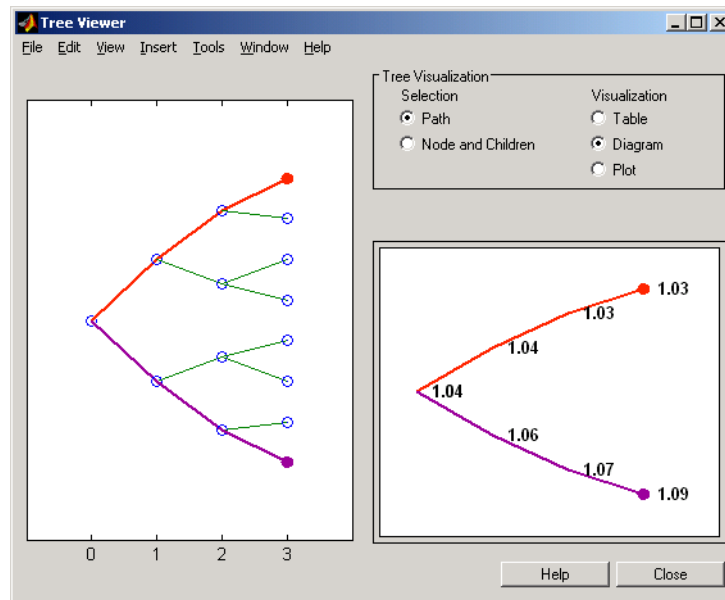 Tree Viewer
File Edit View Insert Tools Window Help
Tree Visualization
Selection Visualization
Path Table
Node and Children Diagram
Plot
1.03
1.03
1.04
1.04
1.06
1.07
1.09
0 1 2 3
Help Close